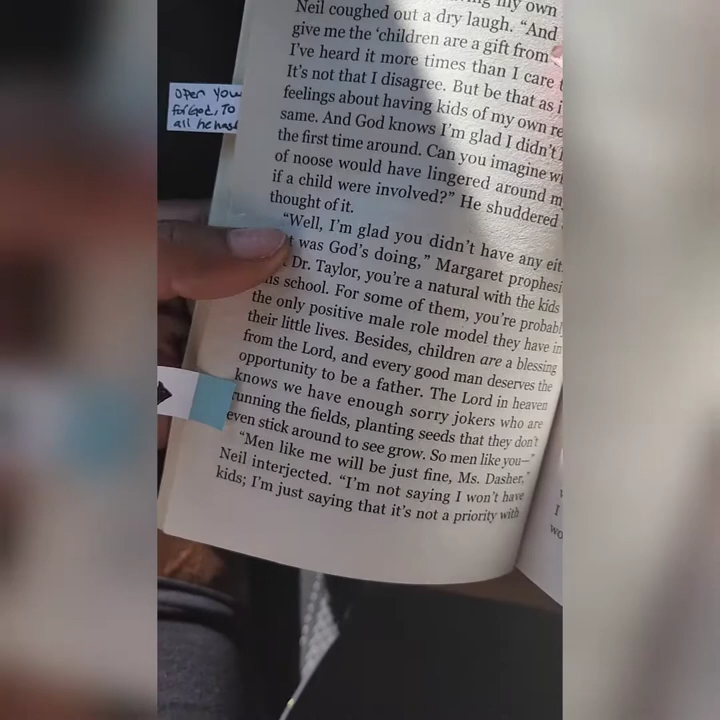 my own
Neil coughed out a dry laugh. “And
give me the ‘children are a gift from
I’ve heard it more times than I care
It’s not that I disagree. But be that as
feelings about having kids of my own
same. And God knows I’m glad I didn’t
the first time around. Can you imagine
of noose would have lingered around
if a child were involved?” He shuddered
thought of it.
“Well, I’m glad you didn’t have any
was God’s doing,” Margaret
Dr. Taylor, you’re a natural with the kids
school. For some of them, you’re
the only positive male role model they have in
their little lives. Besides, children are a blessing
from the Lord, and every good man deserves the
opportunity to be a father. The Lord in heaven
knows we have enough sorry jokers who are
running the fields, planting seeds that they don’t
even stick around to see grow. So men like you—”
“Men like me will be just fine, Ms. Dasher,”
Neil interjected. “I’m not saying I won’t have
kids; I’m just saying that it’s not a priority with
open
for God, To
all he has
I
wo